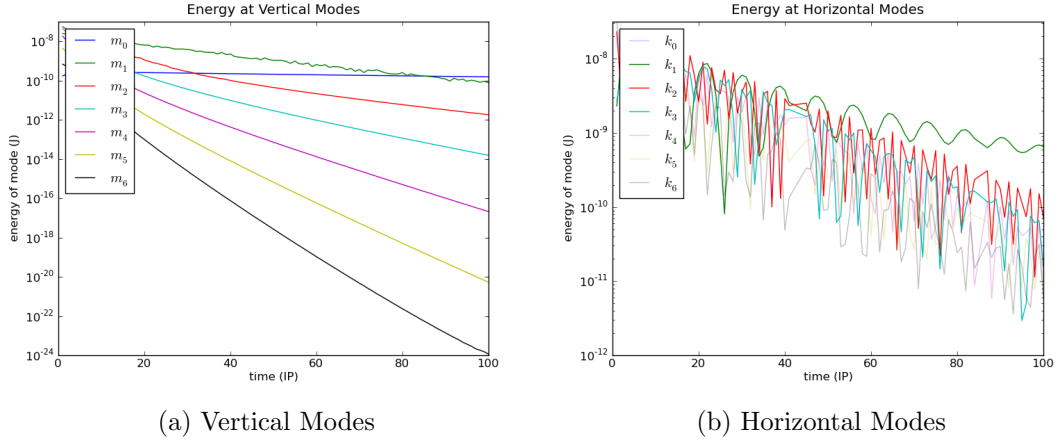 Energy at Vertical Modes
energy of mode (J)
10^-8
10^-10
10^-12
10^-14
10^-16
10^-18
10^-20
10^-22
10^-24
m_0
m_1
m_2
m_3
m_4
m_5
m_6
0 20 40 60 80 100
time (IP)
(a) Vertical Modes
Energy at Horizontal Modes
energy of mode (J)
10^-8
10^-9
10^-10
10^-11
10^-12
k_0
k_1
k_2
k_3
k_4
k_5
k_6
0 20 40 60 80 100
time (IP)
(b) Horizontal Modes